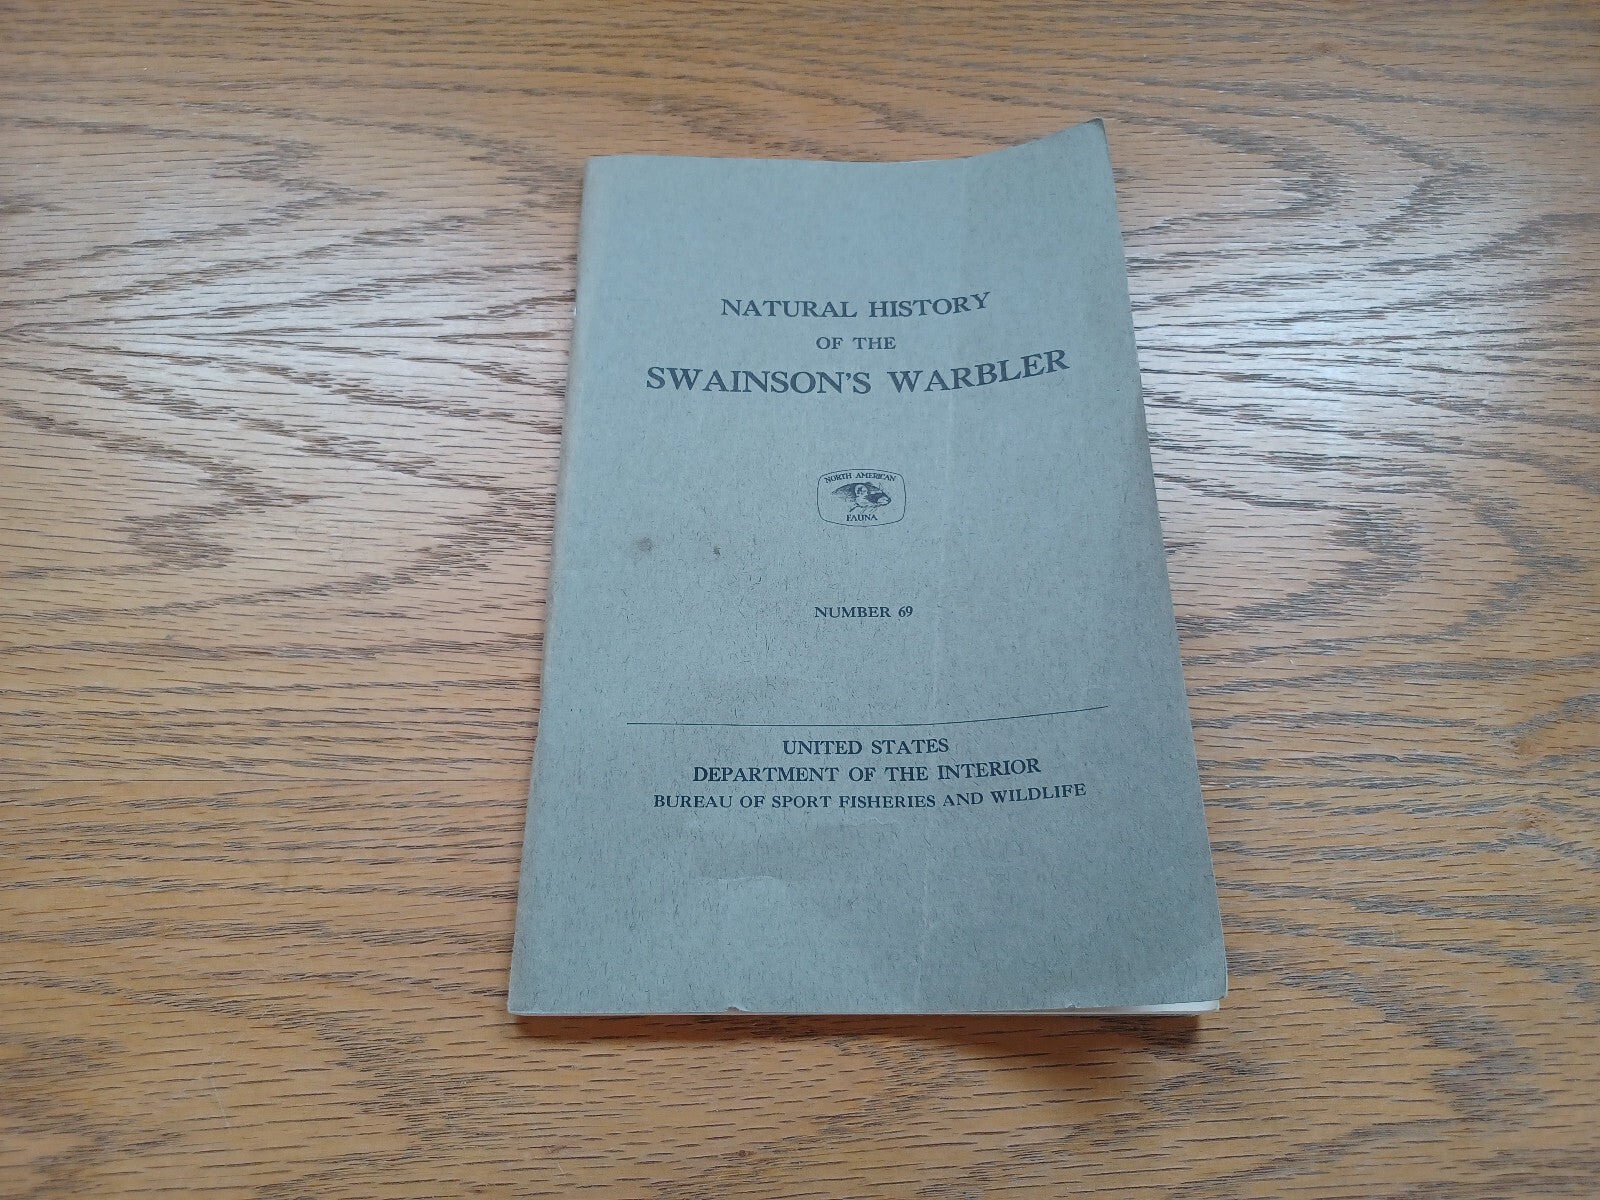 NATURAL HISTORY
OF THE
SWAINSON'S WARBLER
NORTH AMERICAN
FAUNA
NUMBER 69
UNITED STATES
DEPARTMENT OF THE INTERIOR
BUREAU OF SPORT FISHERIES AND WILDLIFE